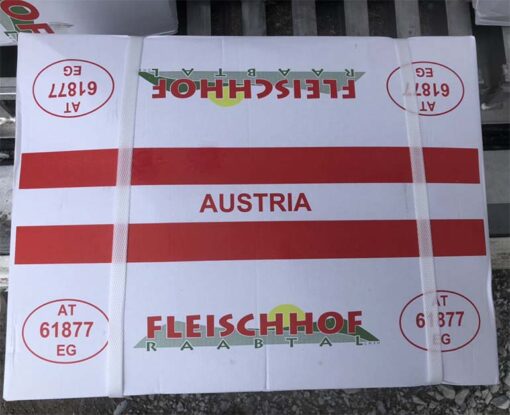 AT
61877
EG
FLEISCHHOF
RAABTAL
AT
61877
EG
AUSTRIA
AT
61877
EG
FLEISCHHOF
RAABTAL
AT
61877
EG